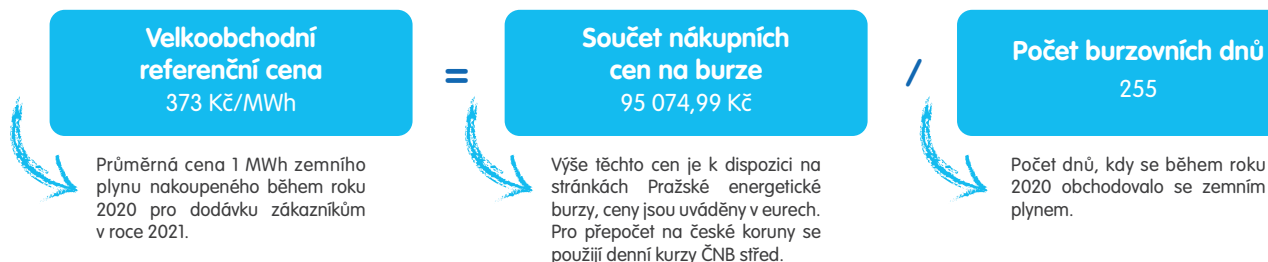 Velkoobchodní
referenční cena
373 Kč/MWh
=
Součet nákupních
cen na burze
95 074,99 Kč
/
Počet burzovních dnů
255
Průměrná cena 1 MWh zemního
plynu nakoupeného během roku
2020 pro dodávku zákazníkům
v roce 2021.
Výše těchto cen je k dispozici na
stránkách Pražské energetické
burzy, ceny jsou uváděny v eurech.
Pro přepočet na české koruny se
použijí denní kurzy ČNB střed.
Počet dnů, kdy se během roku
2020 obchodovalo se zemním
plynem.